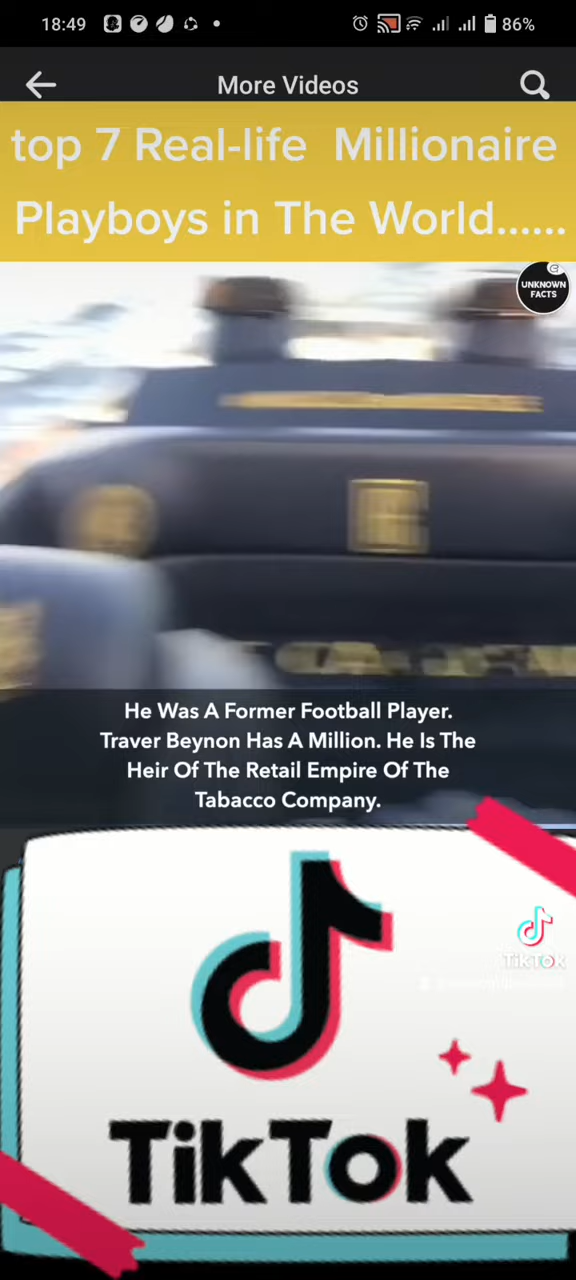 18:49
86%
More Videos
top 7 Real-life Millionaire
Playboys in The World......
UNKNOWN
FACTS
He Was A Former Football Player.
Traver Beynon Has A Million. He Is The
Heir Of The Retail Empire Of The
Tabacco Company.
TikTok
TikTok